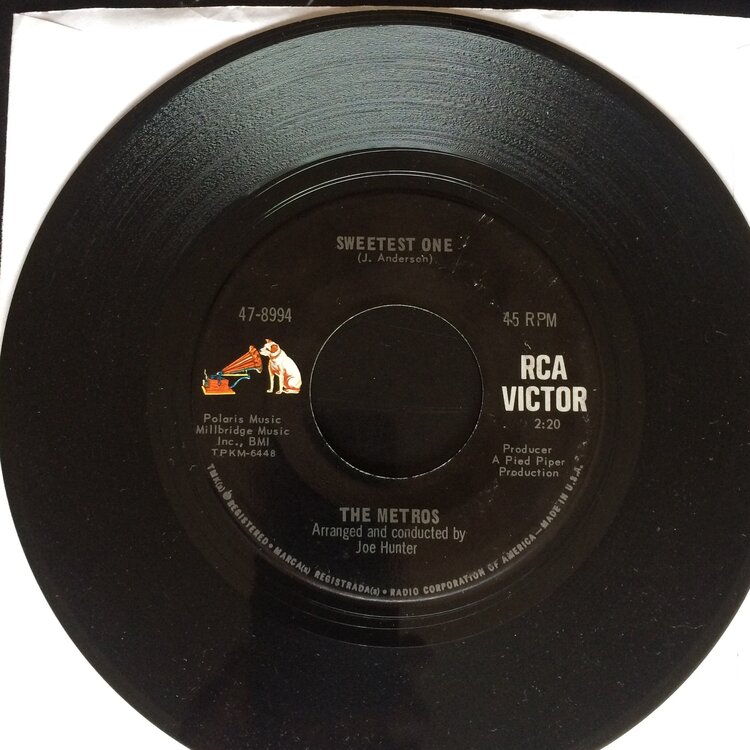 SWEETEST ONE
(J. Anderson)
47-8994
45 RPM
RCA
VICTOR
2:20
Polaris Music
Millbridge Music
Inc., BMI
TPKM-6448
Producer
A Pied Piper
Production
THE METROS
Arranged and conducted by
Joe Hunter
TMK(s) ® REGISTERED • MARCA(s) REGISTRADA(s) • RADIO CORPORATION OF AMERICA—MADE IN U.S.A.